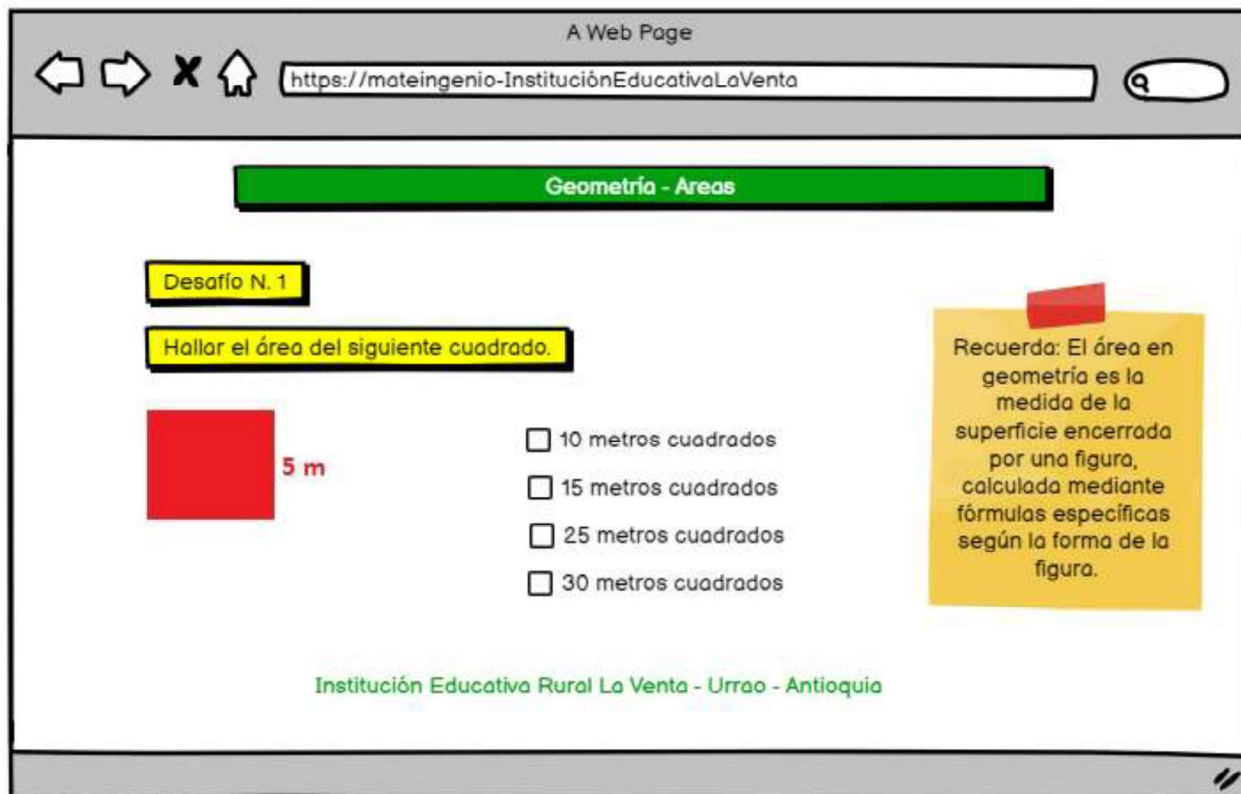 A Web Page
https://mateingenio-InstituciónEducativaLaVenta
Geometría - Areas
Desafío N. 1
Hallar el área del siguiente cuadrado.
5 m
10 metros cuadrados
15 metros cuadrados
25 metros cuadrados
30 metros cuadrados
Recuerda: El área en
geometría es la
medida de la
superficie encerrada
por una figura,
calculada mediante
fórmulas específicas
según la forma de la
figura.
Institución Educativa Rural La Venta - Urrao - Antioquia